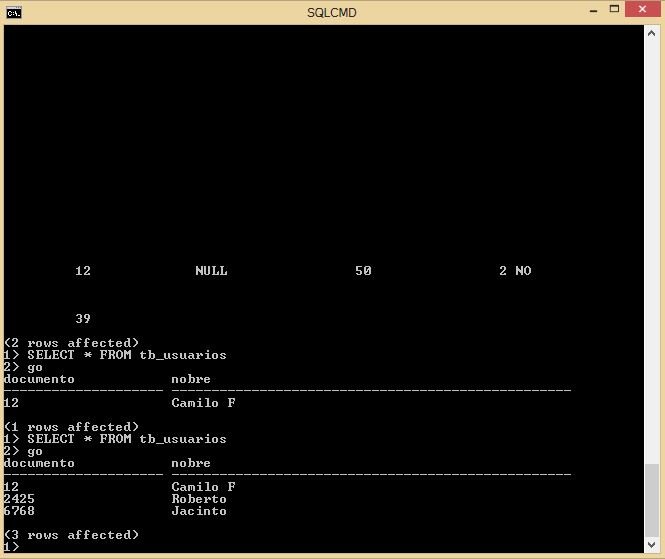 SQLCMD
12 NULL 50 2 NO
39
(2 rows affected)
1> SELECT * FROM tb_usuarios
2> go
documento nobre
-------------------- --------------------------------------------------
12 Camilo F
(1 rows affected)
1> SELECT * FROM tb_usuarios
2> go
documento nobre
-------------------- --------------------------------------------------
12 Camilo F
2425 Roberto
6768 Jacinto
(3 rows affected)
1>